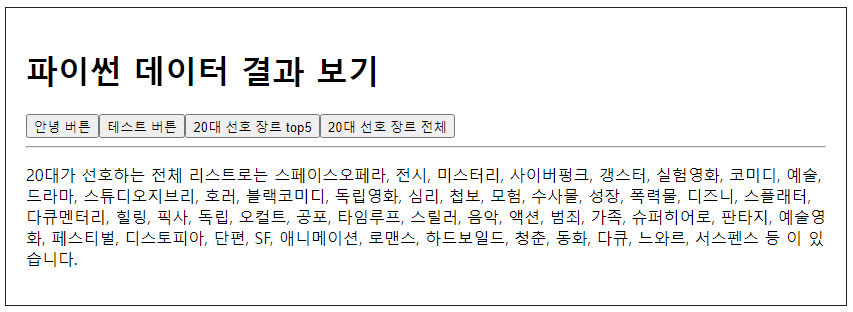 파이썬 데이터 결과 보기
안녕 버튼 테스트 버튼 20대 선호 장르 top5 20대 선호 장르 전체
20대가 선호하는 전체 리스트로는 스페이스오페라, 전시, 미스터리, 사이버펑크, 갱스터, 실험영화, 코미디, 예술,
드라마, 스튜디오지브리, 호러, 블랙코미디, 독립영화, 심리, 첩보, 모험, 수사물, 성장, 폭력물, 디즈니, 스플래터,
다큐멘터리, 힐링, 픽사, 독립, 오컬트, 공포, 타임루프, 스릴러, 음악, 액션, 범죄, 가족, 슈퍼히어로, 판타지, 예술영
화, 페스티벌, 디스토피아, 단편, SF, 애니메이션, 로맨스, 하드보일드, 청춘, 동화, 다큐, 느와르, 서스펜스 등 이 있
습니다.